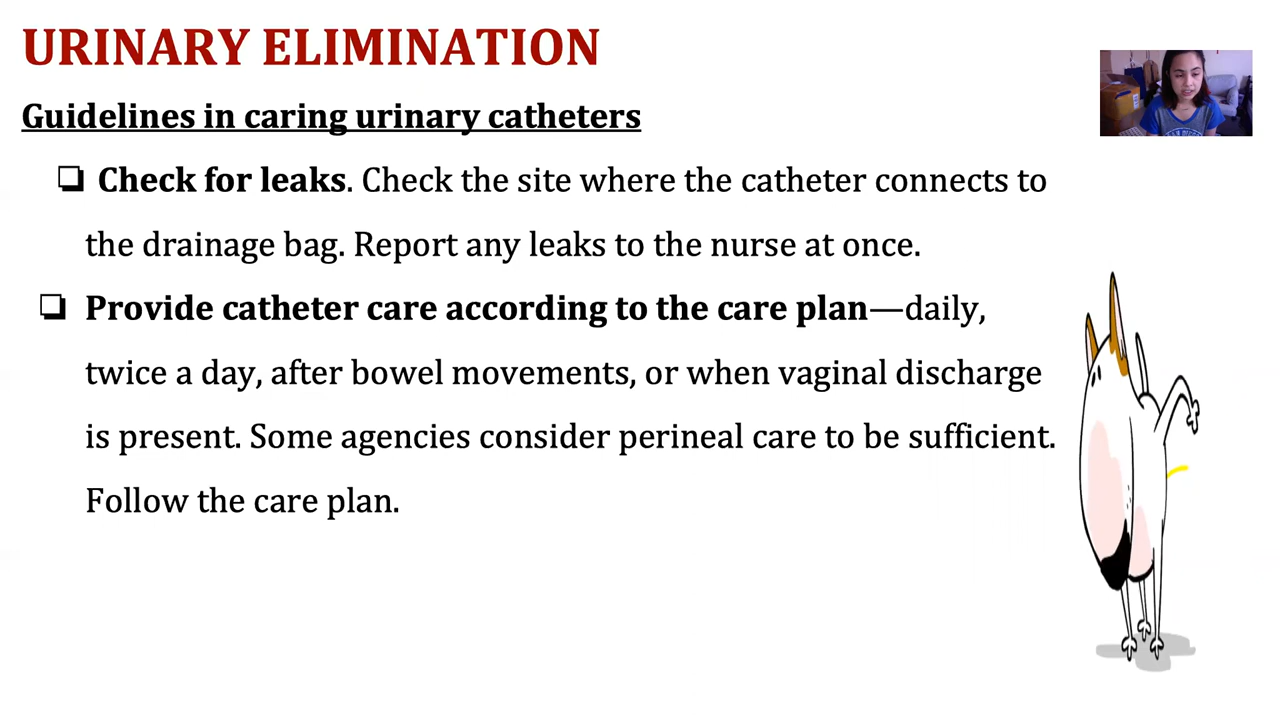 URINARY ELIMINATION
Guidelines in caring urinary catheters
❏ Check for leaks. Check the site where the catheter connects to
the drainage bag. Report any leaks to the nurse at once.
❏ Provide catheter care according to the care plan—daily,
twice a day, after bowel movements, or when vaginal discharge
is present. Some agencies consider perineal care to be sufficient.
Follow the care plan.